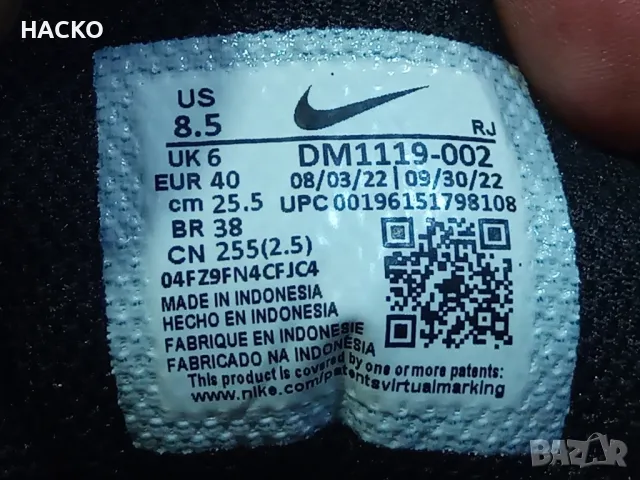 HACKO
US
8.5
RJ
UK 6
DM1119-002
EUR 40
08/03/22 | 09/30/22
cm 25.5
UPC 00196151798108
BR 38
CN 255(2.5)
04FZ9FN4CFJC4
MADE IN INDONESIA
HECHO EN INDONESIA
FABRIQUE EN INDONESIE
FABRICADO NA INDONESIA
This product is covered by one or more patents:
www.nike.com/patentsvirtualmarking
BAZAR